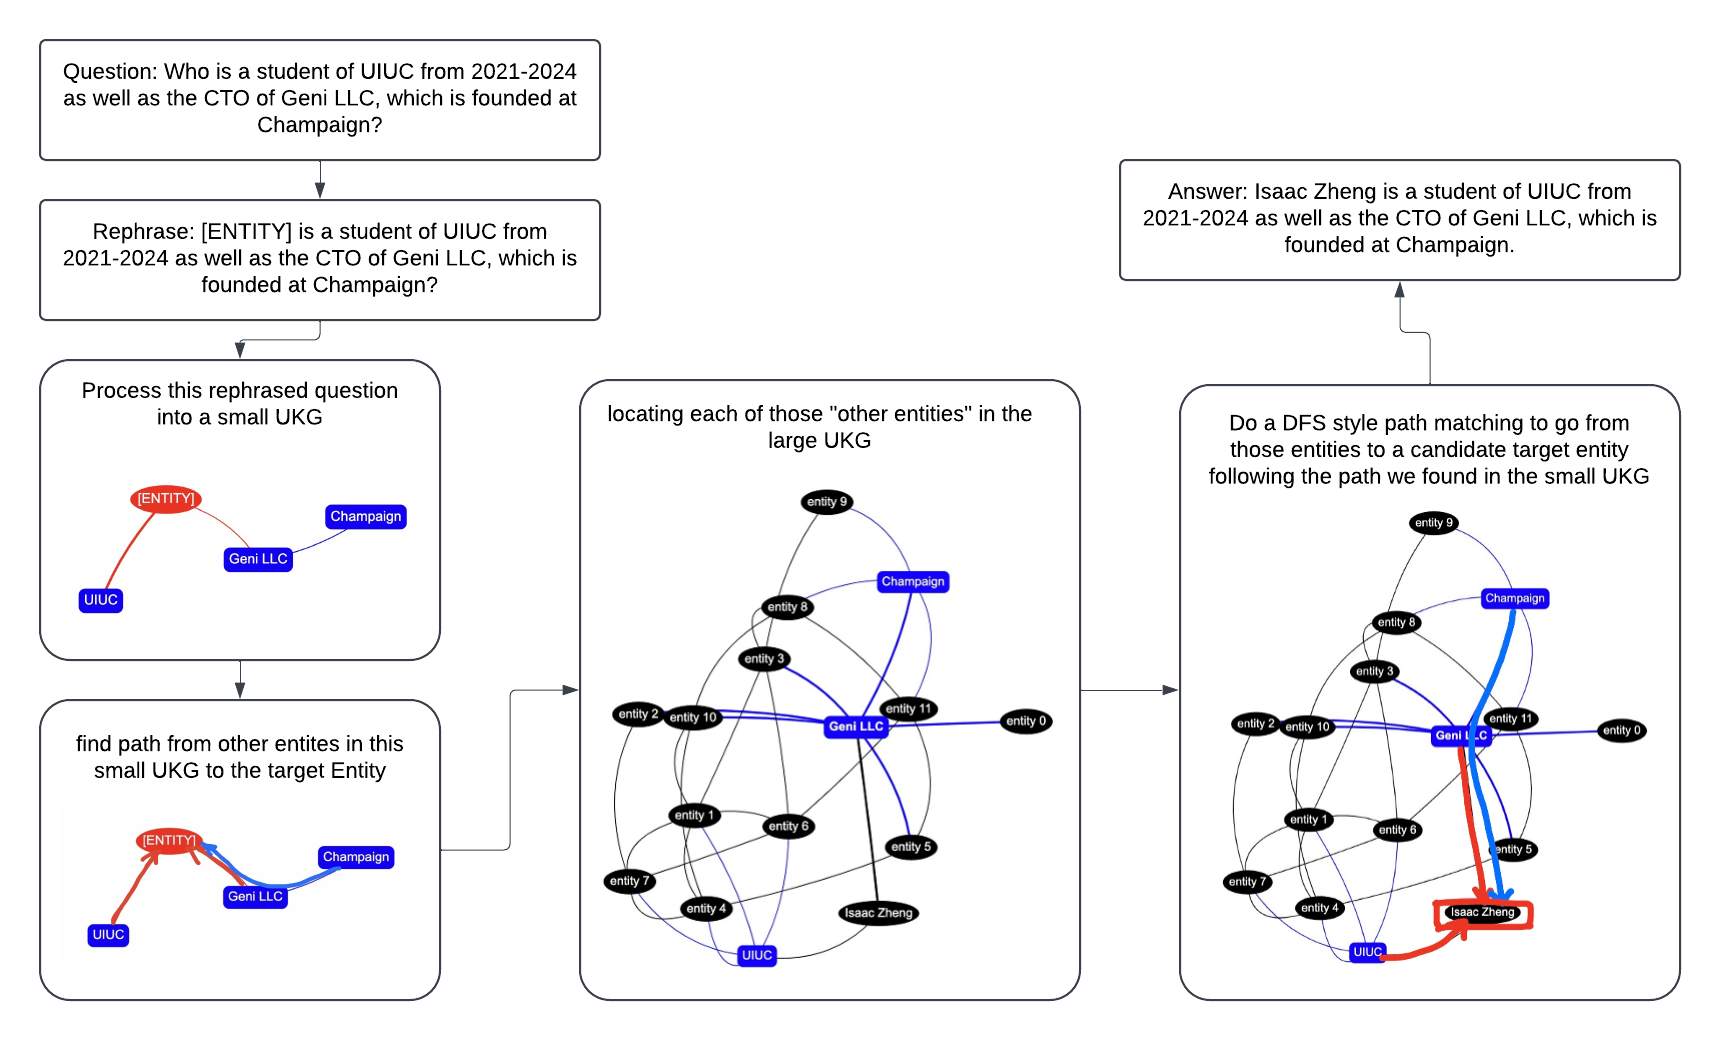 Question: Who is a student of UIUC from 2021-2024
as well as the CTO of Geni LLC, which is founded at
Champaign?
Rephrase: [ENTITY] is a student of UIUC from
2021-2024 as well as the CTO of Geni LLC, which is
founded at Champaign?
Process this rephrased question
into a small UKG
[ENTITY]
Champaign
Geni LLC
UIUC
find path from other entites in this
small UKG to the target Entity
[ENTITY]
Champaign
Geni LLC
UIUC
locating each of those "other entities" in the
large UKG
entity 9
Champaign
entity 8
entity 3
entity 2
entity 10
entity 11
Geni LLC
entity 0
entity 1
entity 6
entity 5
entity 7
entity 4
Isaac Zheng
UIUC
Do a DFS style path matching to go from
those entities to a candidate target entity
following the path we found in the small UKG
entity 9
Champaign
entity 8
entity 3
entity 2
entity 10
entity 11
Geni LLC
entity 0
entity 1
entity 6
entity 5
entity 7
entity 4
Isaac Zheng
UIUC
Answer: Isaac Zheng is a student of UIUC from
2021-2024 as well as the CTO of Geni LLC, which is
founded at Champaign.